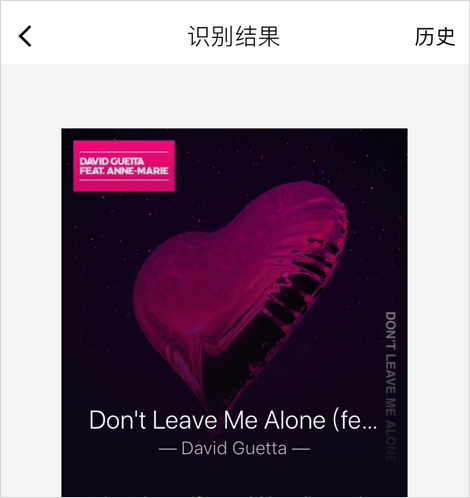 识别结果
历史
DAVID GUETTA
FEAT. ANNE-MARIE
DON'T LEAVE ME ALONE
Don't Leave Me Alone (fe...
— David Guetta —